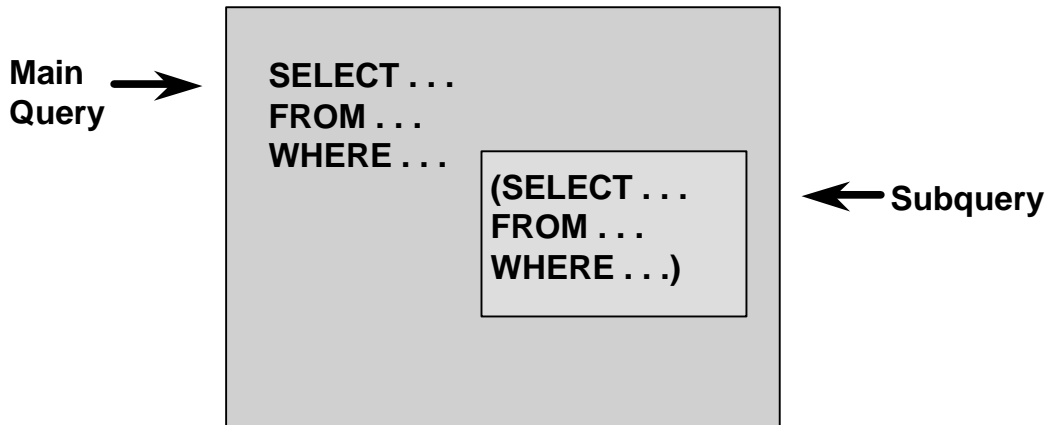 Main
Query
SELECT . . .
FROM . . .
WHERE . . .
(SELECT . . .
FROM . . .
WHERE . . .)
Subquery